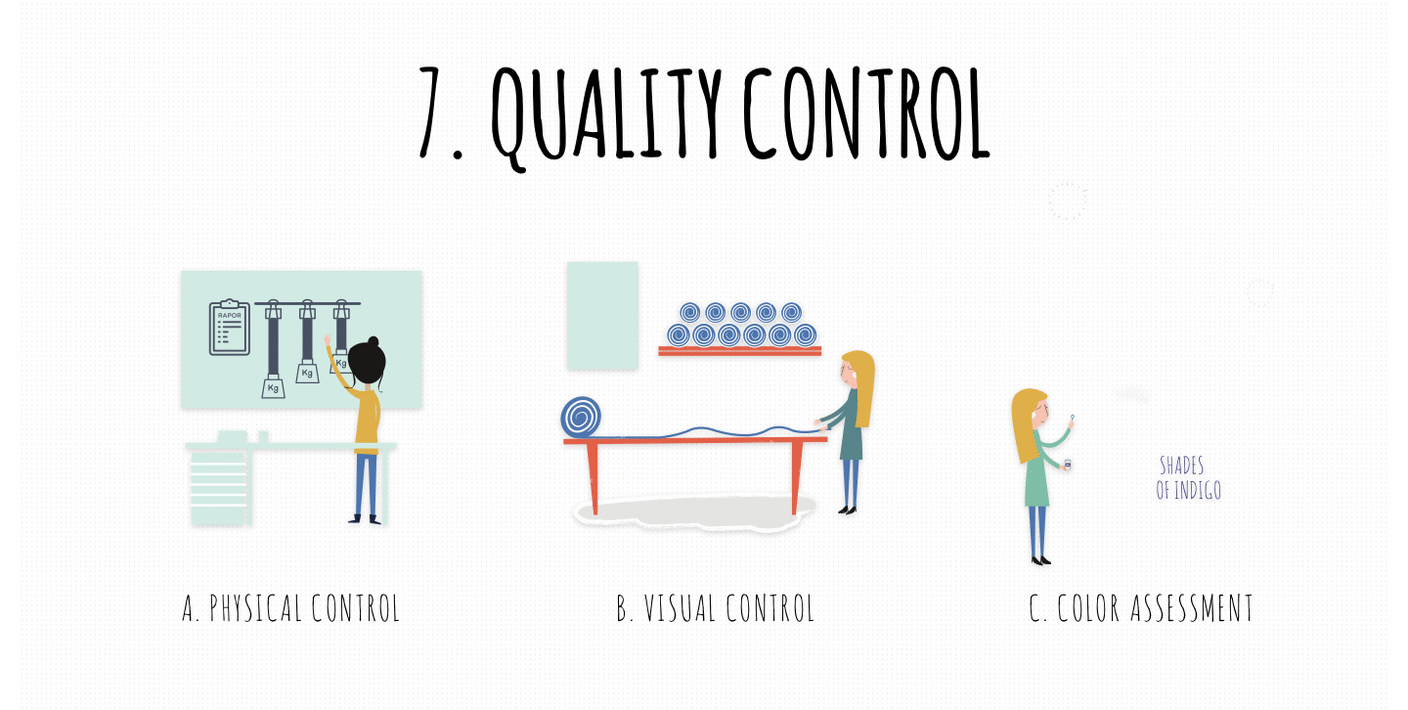 7. QUALITY CONTROL
RAPOR
Kg
Kg
Kg
SHADES
OF INDIGO
A. PHYSICAL CONTROL
B. VISUAL CONTROL
C. COLOR ASSESSMENT